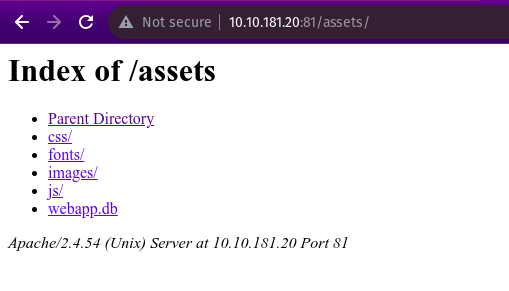 Not secure | 10.10.181.20:81/assets/
Index of /assets
Parent Directory
css/
fonts/
images/
js/
webapp.db
Apache/2.4.54 (Unix) Server at 10.10.181.20 Port 81